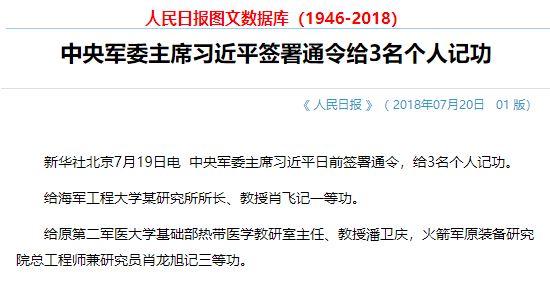 人民日报图文数据库（1946-2018）
中央军委主席习近平签署通令给3名个人记功
《 人民日报 》（ 2018年07月20日　01 版）
新华社北京7月19日电　中央军委主席习近平日前签署通令，给3名个人记功。
给海军工程大学某研究所所长、教授肖飞记一等功。
给原第二军医大学基础部热带医学教研室主任、教授潘卫庆，火箭军原装备研究
院总工程师兼研究员肖龙旭记三等功。